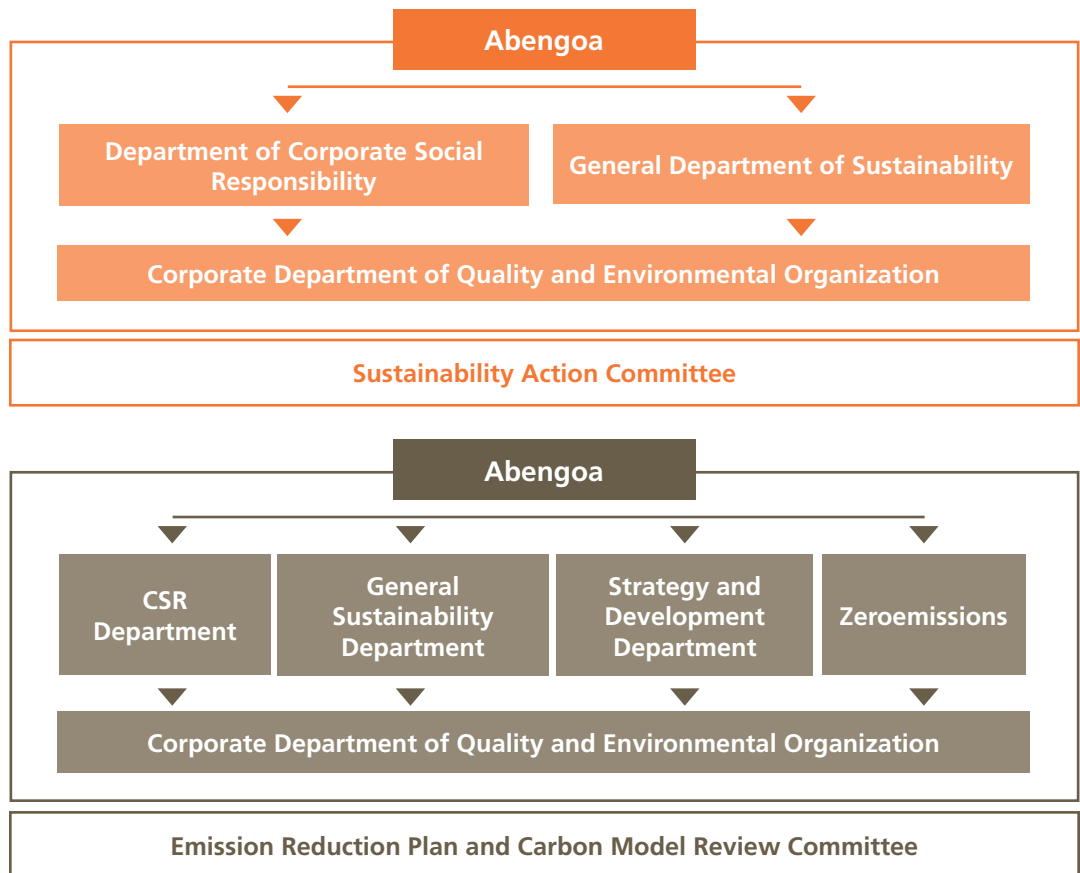 Abengoa
Department of Corporate Social
Responsibility
General Department of Sustainability
Corporate Department of Quality and Environmental Organization
Sustainability Action Committee
Abengoa
CSR
Department
General
Sustainability
Department
Strategy and
Development
Department
Zeroemissions
Corporate Department of Quality and Environmental Organization
Emission Reduction Plan and Carbon Model Review Committee